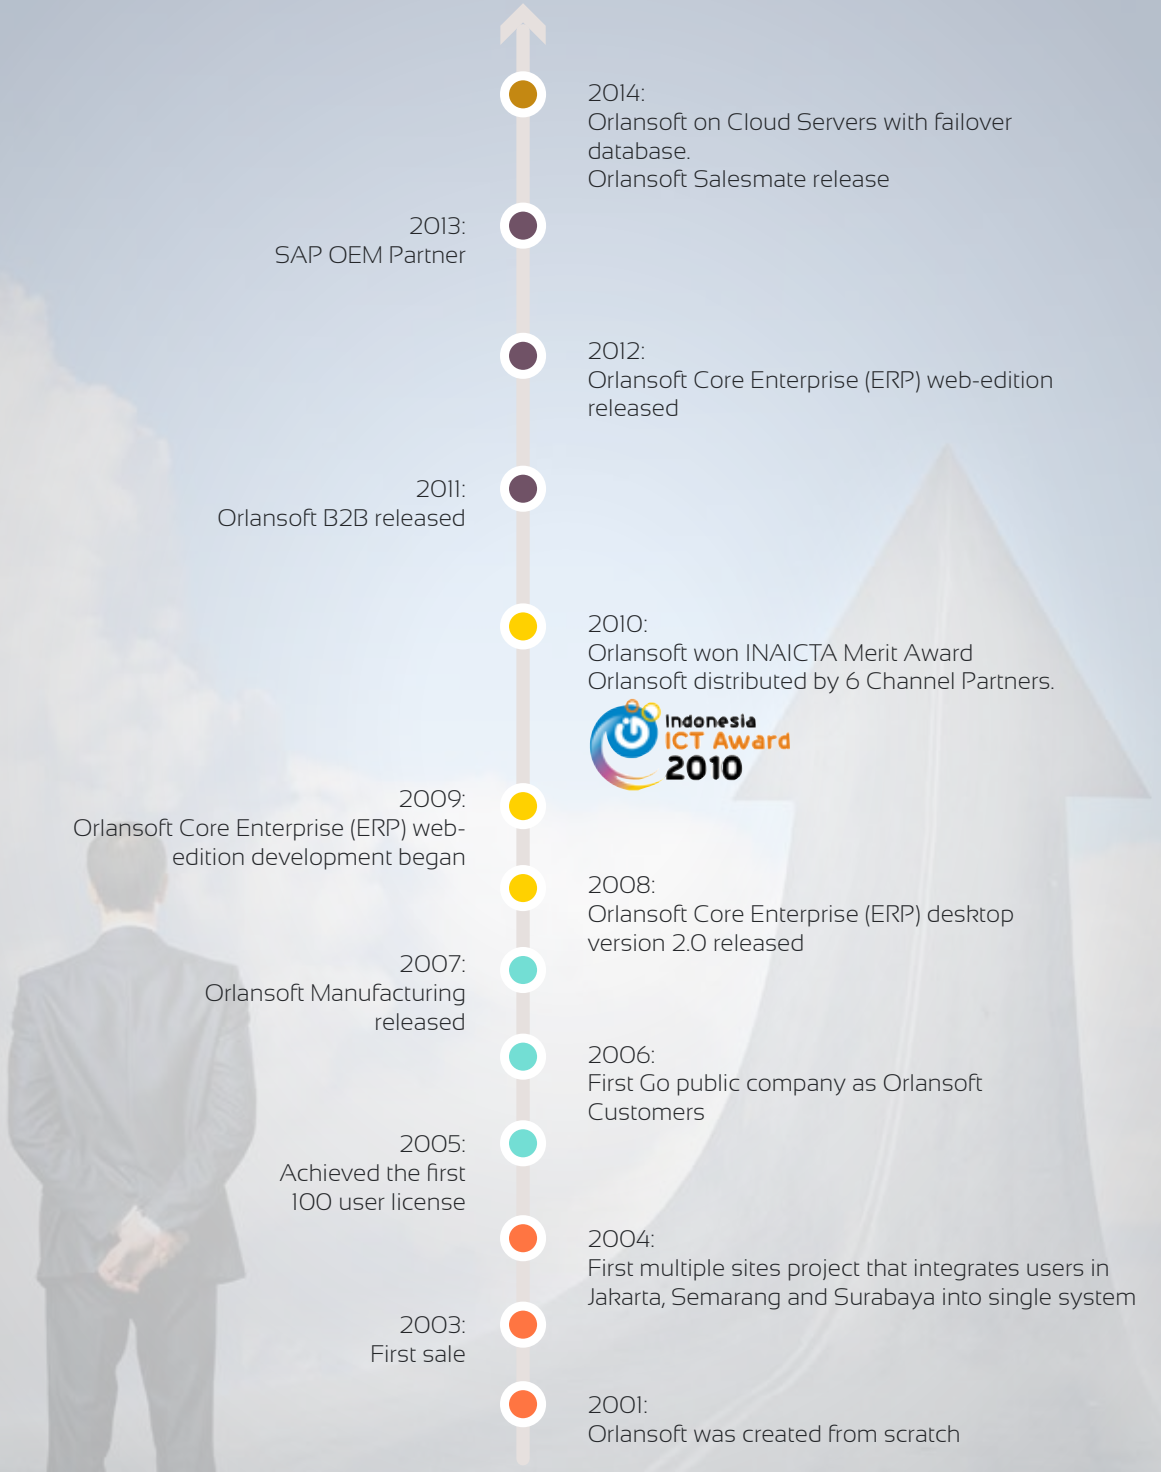 2014:
Orlansoft on Cloud Servers with failover
database.
Orlansoft Salesmate release
2013:
SAP OEM Partner
2012:
Orlansoft Core Enterprise (ERP) web-edition
released
2011:
Orlansoft B2B released
2010:
Orlansoft won INAICTA Merit Award
Orlansoft distributed by 6 Channel Partners.
Indonesia
ICT Award
2010
2009:
Orlansoft Core Enterprise (ERP) web-
edition development began
2008:
Orlansoft Core Enterprise (ERP) desktop
version 2.0 released
2007:
Orlansoft Manufacturing
released
2006:
First Go public company as Orlansoft
Customers
2005:
Achieved the first
100 user license
2004:
First multiple sites project that integrates users in
Jakarta, Semarang and Surabaya into single system
2003:
First sale
2001:
Orlansoft was created from scratch